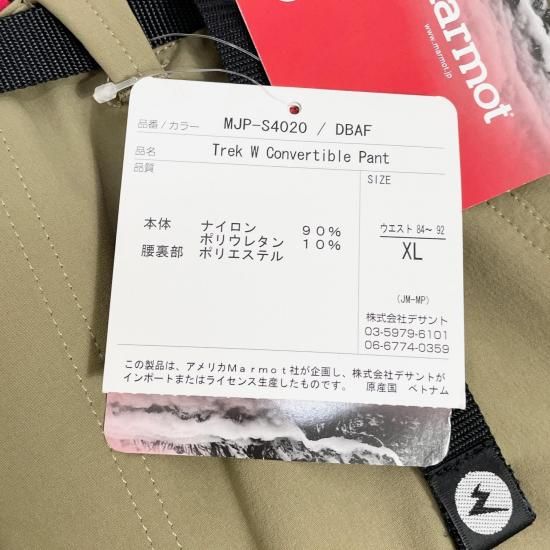 marmot
www.marmot.jp
品番 / カラー MJP-S4020 / DBAF
品名 Trek W Convertible Pant
品質
SIZE
本体 ナイロン 90%
ポリウレタン 10%
腰裏部 ポリエステル
ウエスト 84〜 92
XL
(JM-MP)
株式会社デサント
03-5979-6101
06-6774-0359
この製品は、アメリカMarmot社が企画し、株式会社デサントが
インポートまたはライセンス生産したものです。 原産国 ベトナム